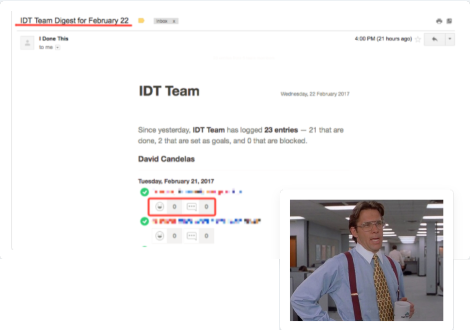 IDT Team Digest for February 22
Inbox x
I Done This
to me
4:00 PM (21 hours ago)
IDT Team
Wednesday, 22 February 2017
Since yesterday, IDT Team has logged 23 entries — 21 that are
done, 2 that are set as goals, and 0 that are blocked.
David Candelas
Tuesday, February 21, 2017
0 0
0 0